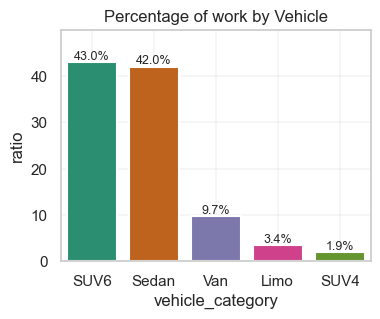 Percentage of work by Vehicle
ratio
40
30
20
10
0
43.0%
42.0%
9.7%
3.4%
1.9%
SUV6 Sedan Van Limo SUV4
vehicle_category